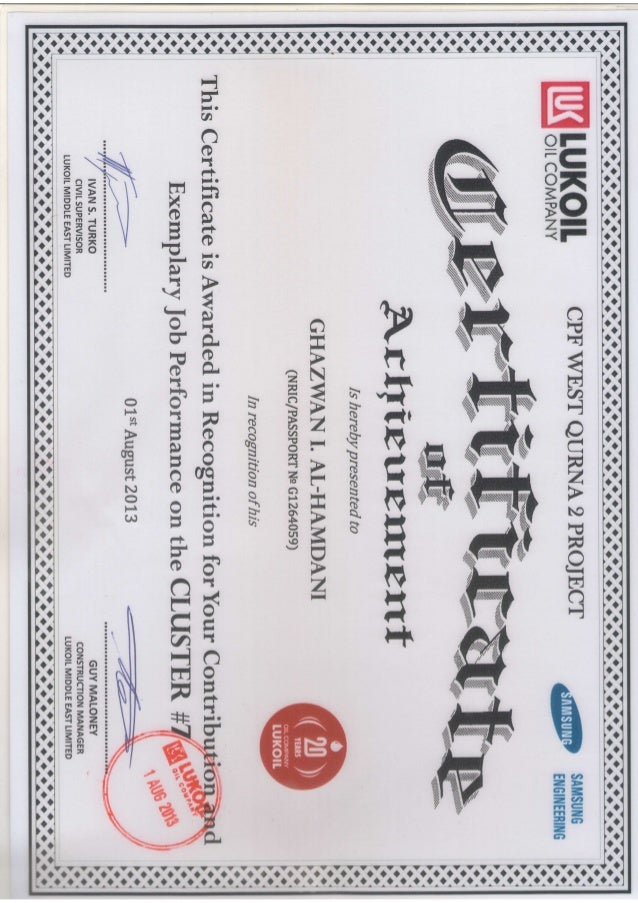 LUKOIL
OIL COMPANY
CPF WEST QURNA 2 PROJECT
SAMSUNG
SAMSUNG
ENGINEERING
Certificate
of
Achievement
Is hereby presented to
GHAZWAN I. AL-HAMDANI
(NRIC/PASSPORT № G1264059)
In recognition of his
20
YEARS
OIL COMPANY
LUKOIL
This Certificate is Awarded in Recognition for Your Contribution and
Exemplary Job Performance on the CLUSTER #7
01st August 2013
IVAN S. TURKO
CIVIL SUPERVISOR
LUKOIL MIDDLE EAST LIMITED
GUY MALONEY
CONSTRUCTION MANAGER
LUKOIL MIDDLE EAST LIMITED
LUKOIL
OIL COMPANY
1 AUG 2013